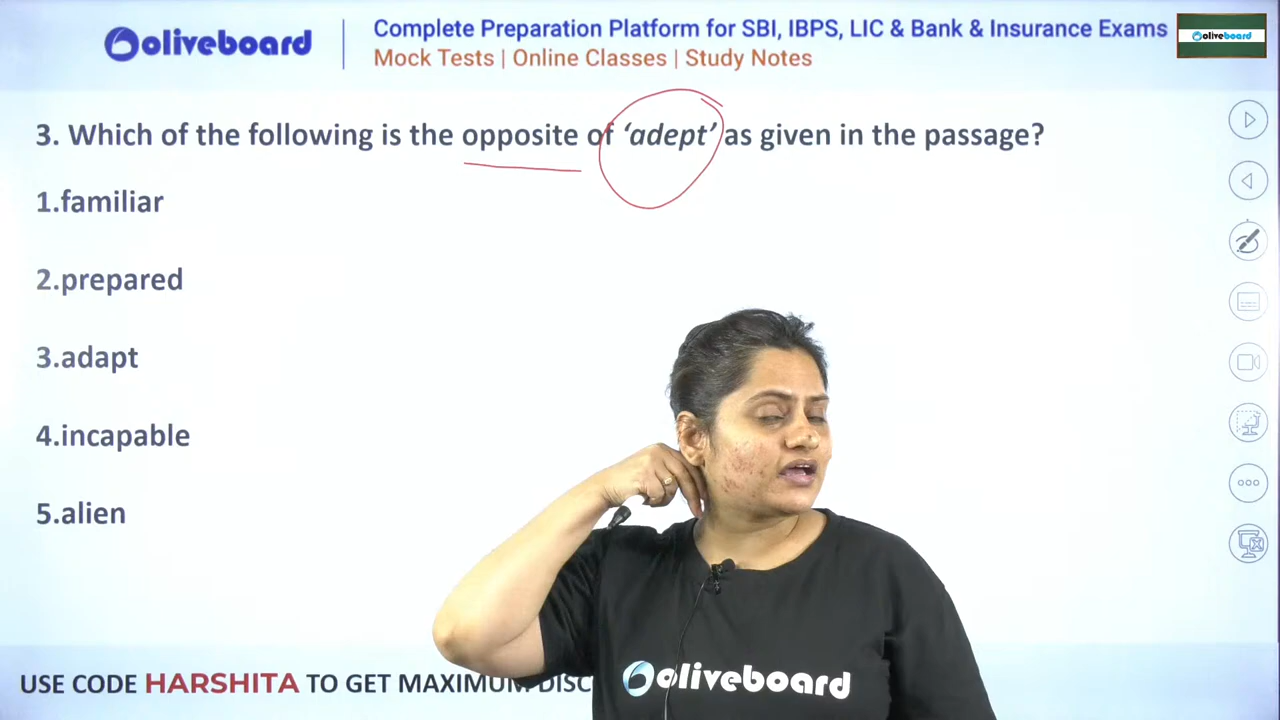 oliveboard
Complete Preparation Platform for SBI, IBPS, LIC & Bank & Insurance Exams
Mock Tests | Online Classes | Study Notes
oliveboard
3. Which of the following is the opposite of ‘adept’ as given in the passage?
1.familiar
2.prepared
3.adapt
4.incapable
5.alien
USE CODE HARSHITA TO GET MAXIMUM DISC
oliveboard